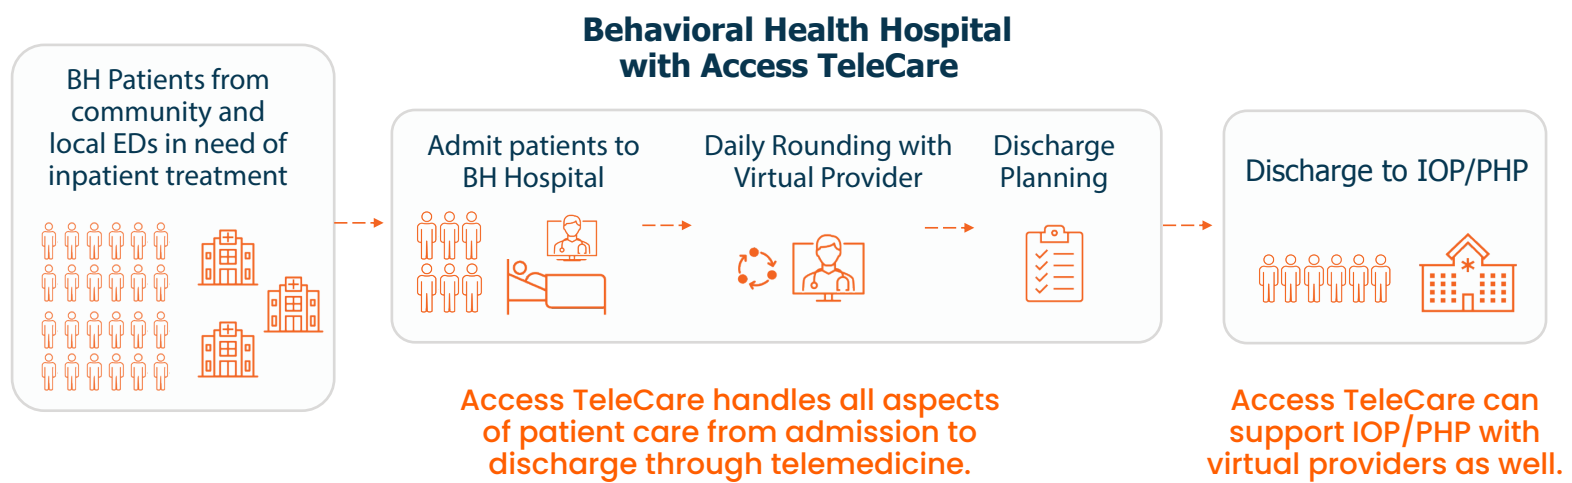 Behavioral Health Hospital
with Access TeleCare
BH Patients from
community and
local EDs in need of
inpatient treatment
Admit patients to
BH Hospital
Daily Rounding with
Virtual Provider
Discharge
Planning
Discharge to IOP/PHP
Access TeleCare handles all aspects
of patient care from admission to
discharge through telemedicine.
Access TeleCare can
support IOP/PHP with
virtual providers as well.